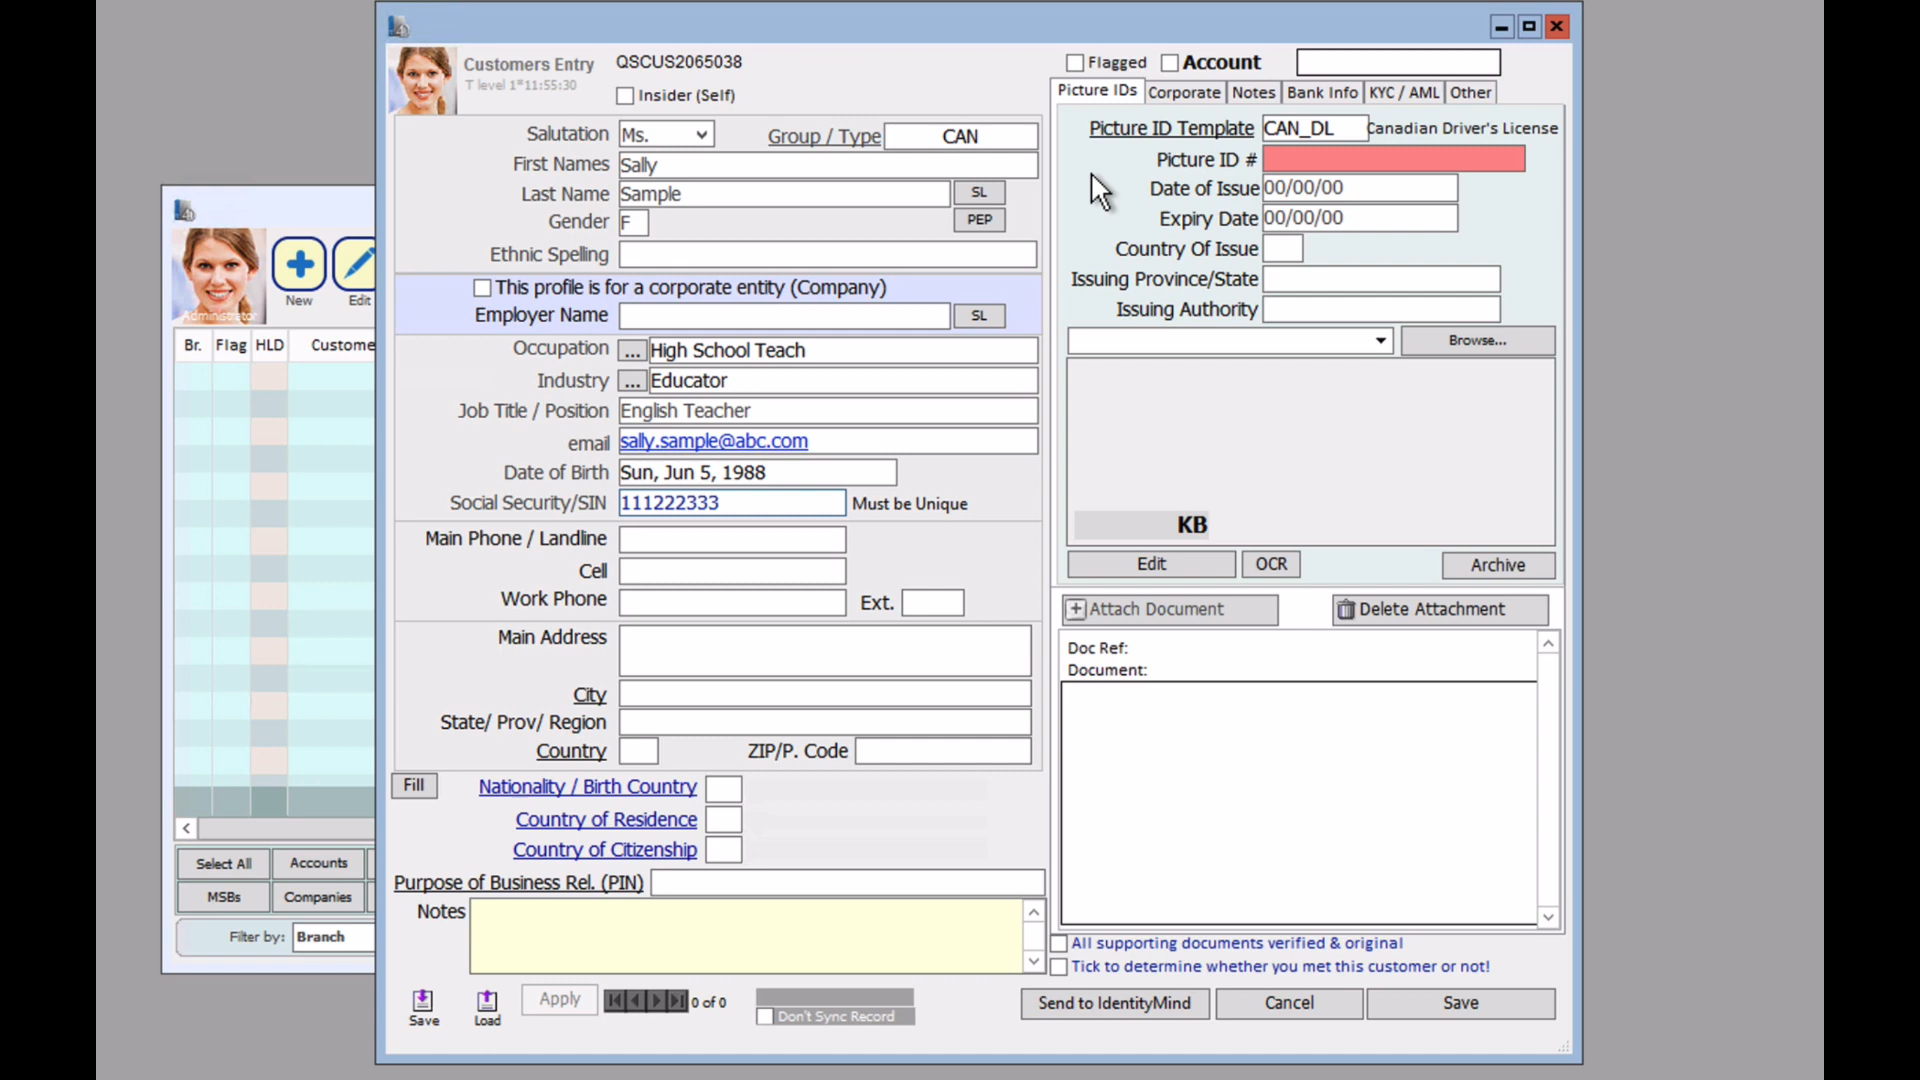 Customers Entry
QSCUS2065038
T level 1*11:55:30
Insider (Self)
Flagged
Account
Salutation Ms. Group / Type CAN
First Names Sally
Last Name Sample SL
Gender F PEP
Ethnic Spelling
This profile is for a corporate entity (Company)
Employer Name SL
Occupation ... High School Teach
Industry ... Educator
Job Title / Position English Teacher
email sally.sample@abc.com
Date of Birth Sun, Jun 5, 1988
Social Security/SIN 111222333 Must be Unique
Main Phone / Landline
Cell
Work Phone Ext.
Main Address
City
State/ Prov/ Region
Country ZIP/P. Code
Fill Nationality / Birth Country
Country of Residence
Country of Citizenship
Purpose of Business Rel. (PIN)
Notes
Save Load Apply 0 of 0 Don't Sync Record
Picture IDs Corporate Notes Bank Info KYC / AML Other
Picture ID Template CAN_DL Canadian Driver's License
Picture ID #
Date of Issue 00/00/00
Expiry Date 00/00/00
Country Of Issue
Issuing Province/State
Issuing Authority
Browse...
KB
Edit OCR Archive
Attach Document Delete Attachment
Doc Ref:
Document:
All supporting documents verified & original
Tick to determine whether you met this customer or not!
Send to IdentityMind Cancel Save
Administrator
New Edit
Br. Flag HLD Custome
Select All Accounts
MSBs Companies
Filter by: Branch